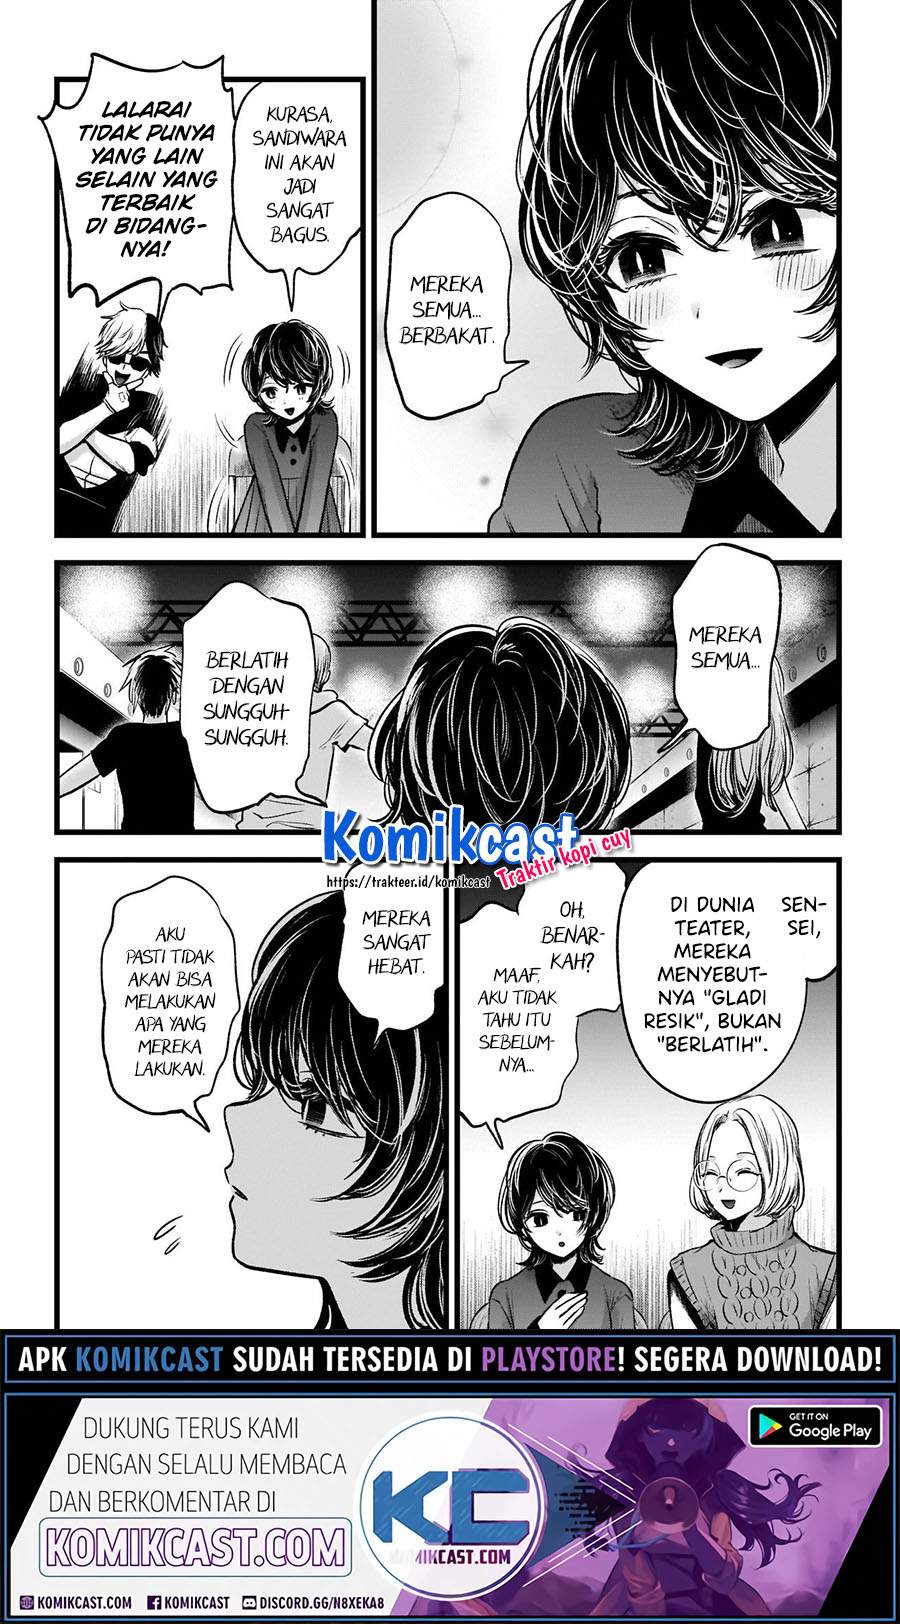 MEREKA
SEMUA...
BERBAKAT.
KURASA,
SANDIWARA
INI AKAN
JADI
SANGAT
BAGUS.
LALARAI
TIDAK PUNYA
YANG LAIN
SELAIN YANG
TERBAIK
DI BIDANG-
NYA!
MEREKA
SEMUA...
BERLATIH
DENGAN
SUNGGUH-
SUNGGUH.
Komikcast
https://trakteer.id/komikcast
Traktir kopi cuy
SEN-
SEI,
DI DUNIA
TEATER,
MEREKA
MENYEBUT-
NYA "GLADI
RESIK", BUKAN
"BERLATIH".
OH,
BENAR-
KAH?
MAAF,
AKU TIDAK
TAHU ITU
SEBELUM-
NYA...
MEREKA
SANGAT
HEBAT.
AKU
PASTI TIDAK
AKAN BISA
MELAKUKAN
APA YANG
MEREKA
LAKUKAN.
APK KOMIKCAST SUDAH TERSEDIA DI PLAYSTORE! SEGERA DOWNLOAD!
DUKUNG TERUS KAMI
DENGAN SELALU MEMBACA
DAN BERKOMENTAR DI
KOMIKCAST.COM
KC
KOMIKCAST.COM
GET IT ON
Google Play
KOMIKCAST.COM
KOMIKCAST
DISCORD.GG/N8XEKA8